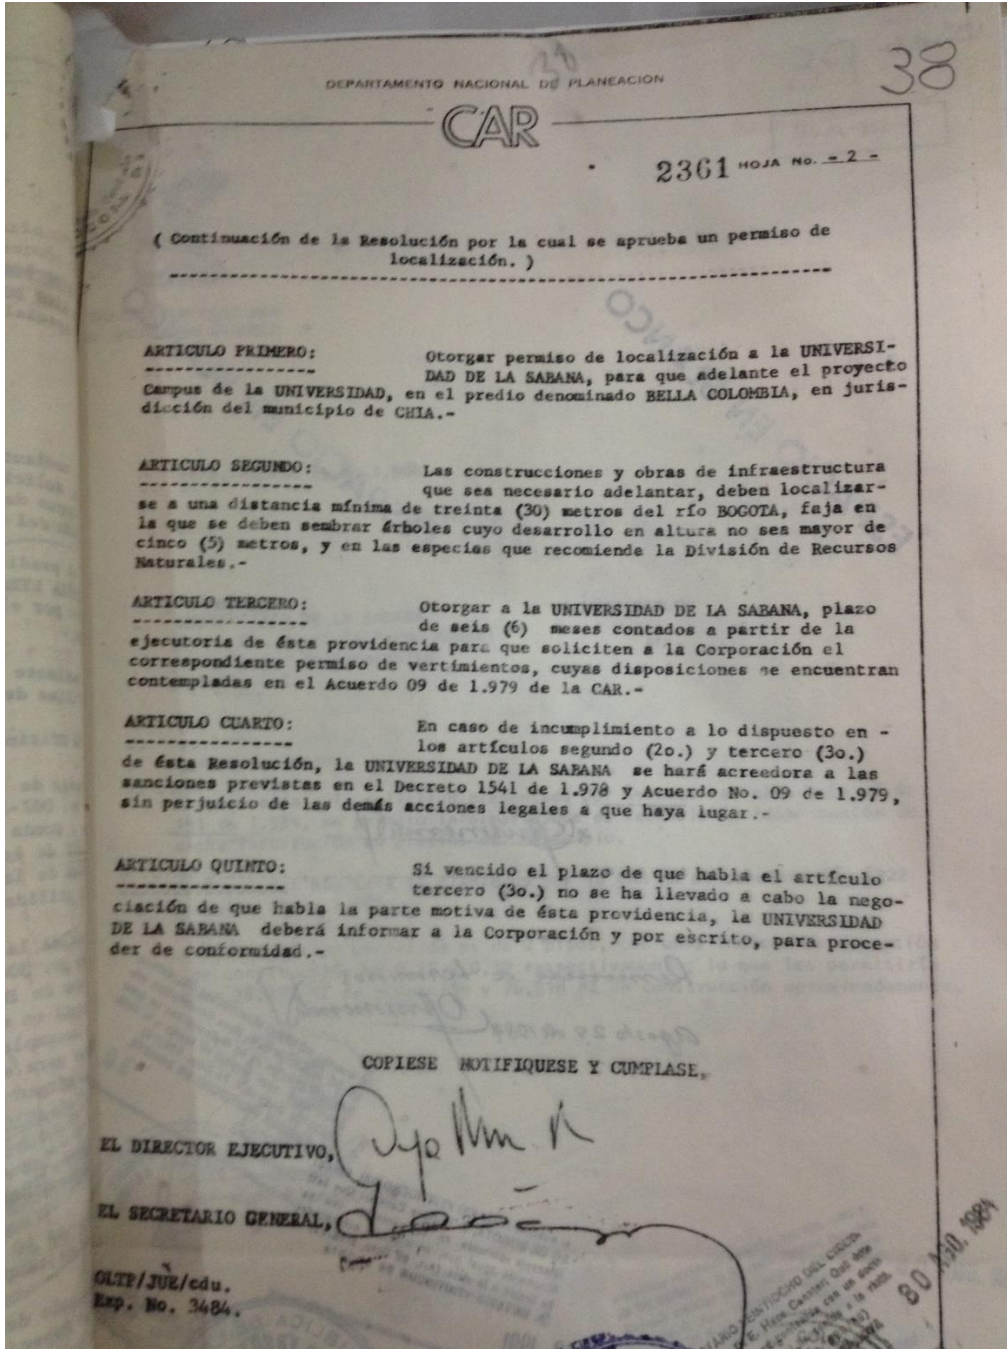 38
DEPARTAMENTO NACIONAL DE PLANEACION
CAR
2361 HOJA No. - 2 -
( Continuación de la Resolución por la cual se aprueba un permiso de
localización. )
ARTICULO PRIMERO: Otorgar permiso de localización a la UNIVERSI-
DAD DE LA SABANA, para que adelante el proyecto
Campus de la UNIVERSIDAD, en el predio denominado BELLA COLOMBIA, en juris-
dicción del municipio de CHIA.-
ARTICULO SEGUNDO: Las construcciones y obras de infraestructura
que sea necesario adelantar, deben localizar-
se a una distancia mínima de treinta (30) metros del río BOGOTA, faja en
la que se deben sembrar árboles cuyo desarrollo en altura no sea mayor de
cinco (5) metros, y en las especies que recomiende la División de Recursos
Naturales.-
ARTICULO TERCERO: Otorgar a la UNIVERSIDAD DE LA SABANA, plazo
de seis (6) meses contados a partir de la
ejecutoria de ésta providencia para que soliciten a la Corporación el
correspondiente permiso de vertimientos, cuyas disposiciones se encuentran
contempladas en el Acuerdo 09 de 1.979 de la CAR.-
ARTICULO CUARTO: En caso de incumplimiento a lo dispuesto en -
los artículos segundo (2o.) y tercero (3o.)
de ésta Resolución, la UNIVERSIDAD DE LA SABANA se hará acreedora a las
sanciones previstas en el Decreto 1541 de 1.978 y Acuerdo No. 09 de 1.979,
sin perjuicio de las demás acciones legales a que haya lugar.-
ARTICULO QUINTO: Si vencido el plazo de que habla el artículo
tercero (3o.) no se ha llevado a cabo la nego-
ciación de que habla la parte motiva de ésta providencia, la UNIVERSIDAD
DE LA SABANA deberá informar a la Corporación y por escrito, para proce-
der de conformidad.-
COPIESE NOTIFIQUESE Y CUMPLASE,
EL DIRECTOR EJECUTIVO,
EL SECRETARIO GENERAL,
OLTP/JUE/cdu.
Exp. No. 3484.
30 AGO. 1984